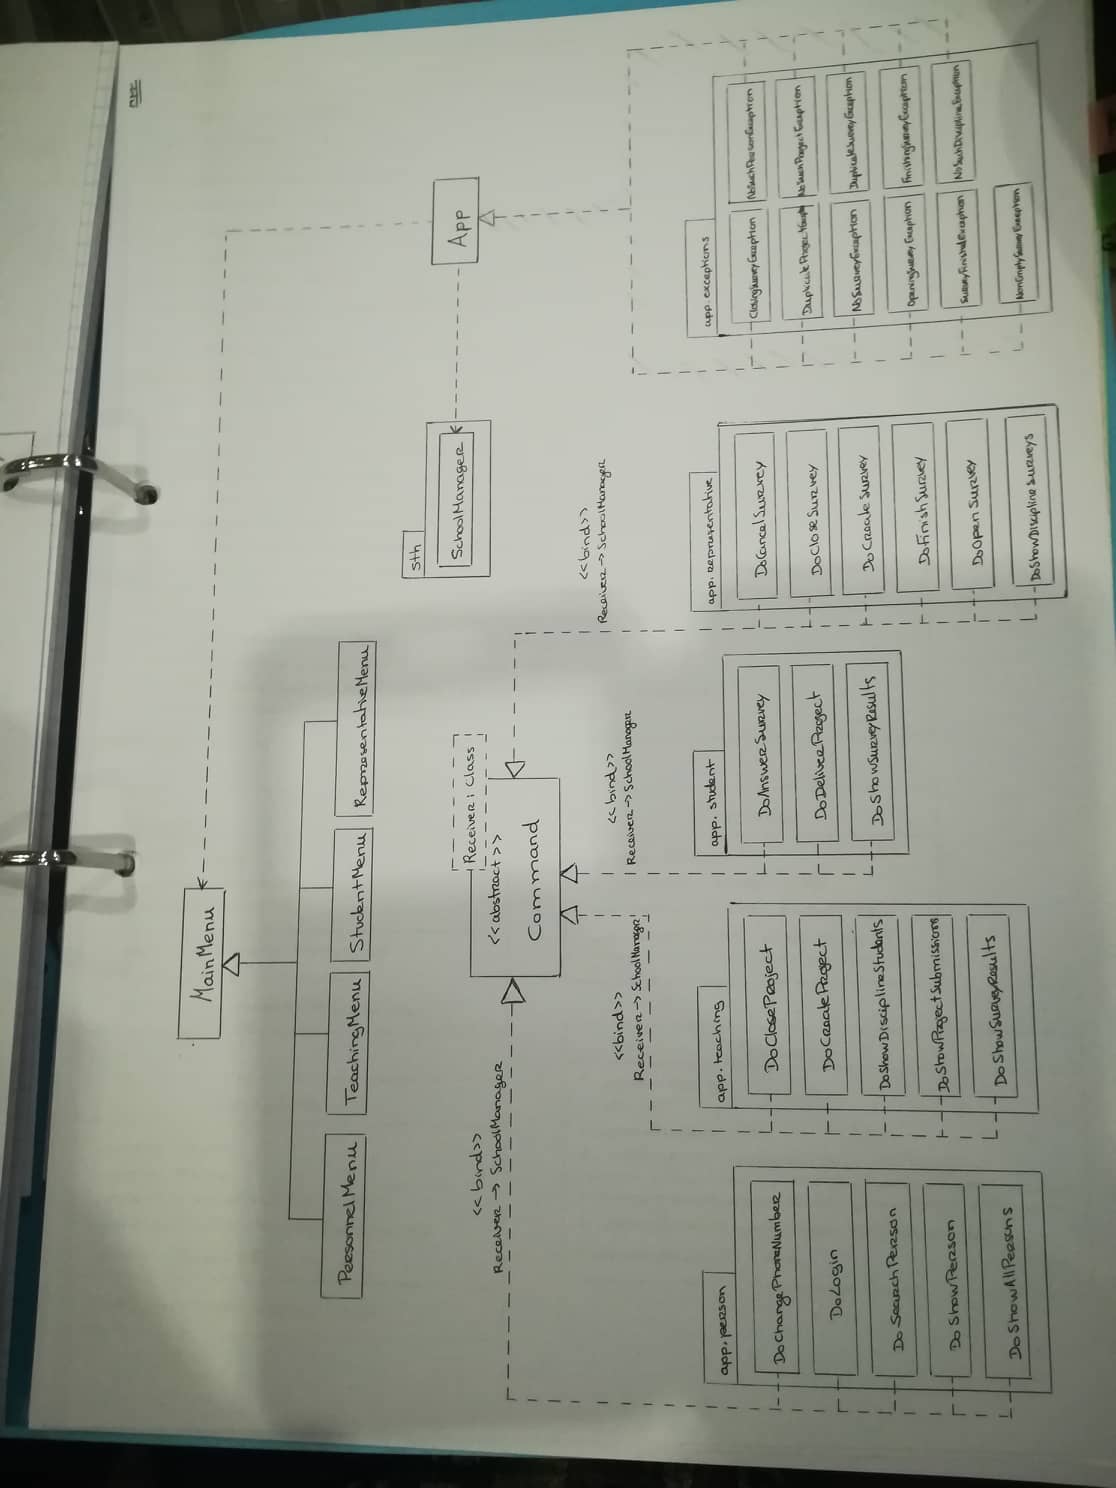 app
MainMenu
App
PersonnelMenu
TeachingMenu
StudentMenu
RepresentativeMenu
sth
SchoolManager
Receiver : Class
<<abstract>>
Command
<<bind>>
Receiver -> SchoolManager
<<bind>>
Receiver -> SchoolManager
<<bind>>
Receiver -> SchoolManager
<<bind>>
Receiver -> SchoolManager
app.person
DoChangePhoneNumber
DoLogin
DoSearchPerson
DoShowPerson
DoShowAllPersons
app.teaching
DoCloseProject
DoCreateProject
DoShowDisciplineStudents
DoShowProjectSubmissions
DoShowSurveyResults
app.student
DoAnswerSurvey
DoDeliverProject
DoShowSurveyResults
app.representative
DoCancelSurvey
DoCloseSurvey
DoCreateSurvey
DoFinishSurvey
DoOpenSurvey
DoShowDisciplineSurveys
app.exceptions
ClosingSurveyException
NoSuchPersonException
NoSuchProjectException
NoSurveyException
DuplicateSurveyException
OpeningSurveyException
FinishingSurveyException
SurveyFinishedException
NoSuchDisciplineException
NonEmptySurveyException